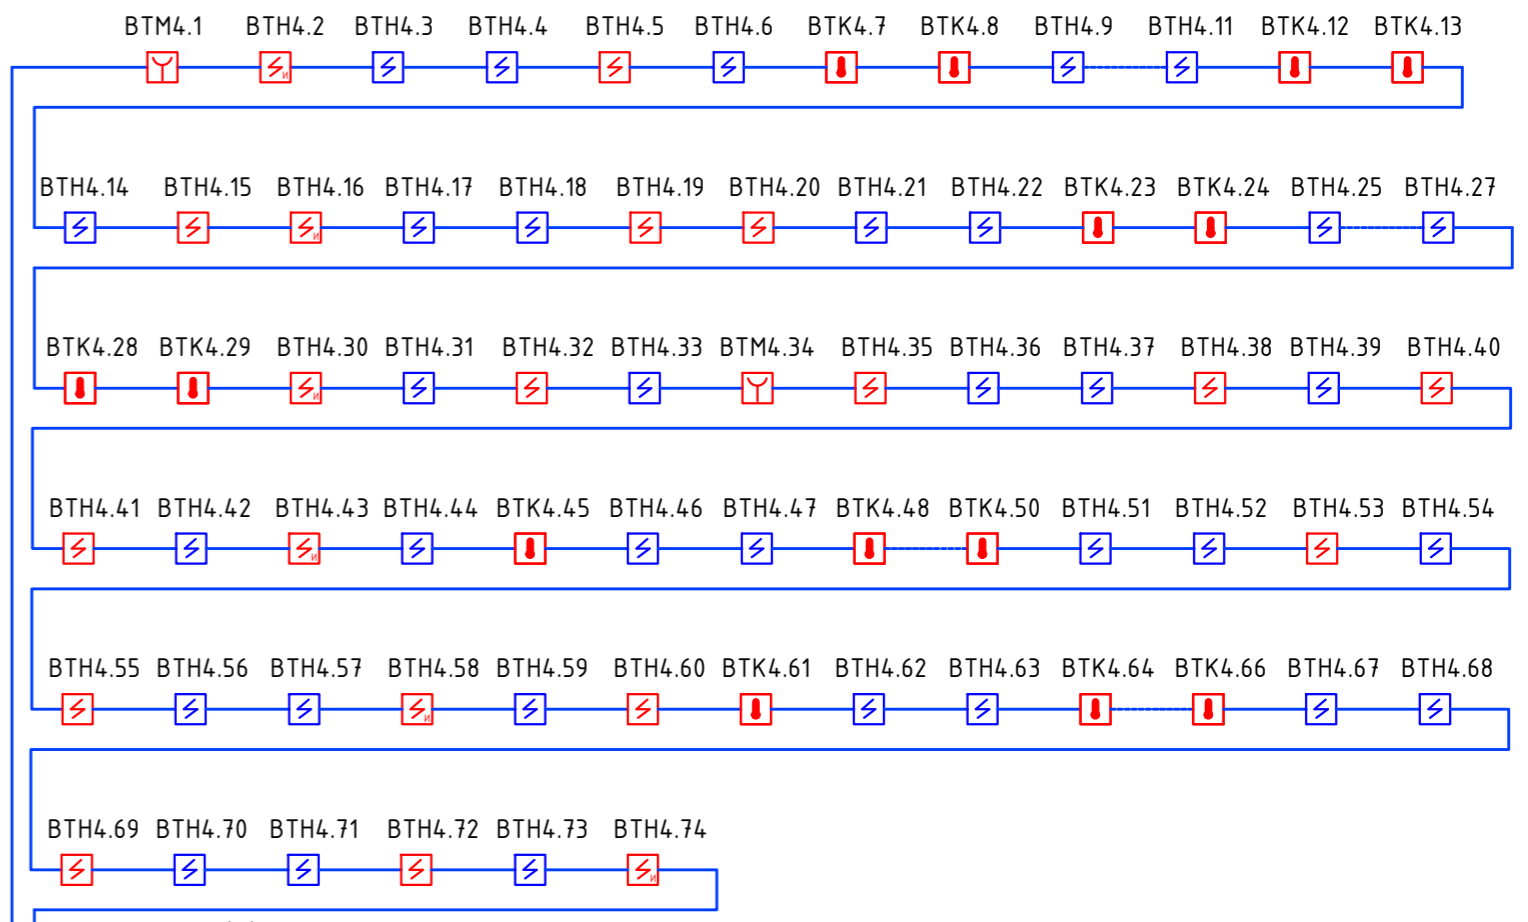 BTM4.1 BTH4.2 BTH4.3 BTH4.4 BTH4.5 BTH4.6 BTK4.7 BTK4.8 BTH4.9 BTH4.11 BTK4.12 BTK4.13
И
BTH4.14 BTH4.15 BTH4.16 BTH4.17 BTH4.18 BTH4.19 BTH4.20 BTH4.21 BTH4.22 BTK4.23 BTK4.24 BTH4.25 BTH4.27
И
BTK4.28 BTK4.29 BTH4.30 BTH4.31 BTH4.32 BTH4.33 BTM4.34 BTH4.35 BTH4.36 BTH4.37 BTH4.38 BTH4.39 BTH4.40
И
BTH4.41 BTH4.42 BTH4.43 BTH4.44 BTK4.45 BTH4.46 BTH4.47 BTK4.48 BTK4.50 BTH4.51 BTH4.52 BTH4.53 BTH4.54
И
BTH4.55 BTH4.56 BTH4.57 BTH4.58 BTH4.59 BTH4.60 BTK4.61 BTH4.62 BTH4.63 BTK4.64 BTK4.66 BTH4.67 BTH4.68
И
BTH4.69 BTH4.70 BTH4.71 BTH4.72 BTH4.73 BTH4.74
И